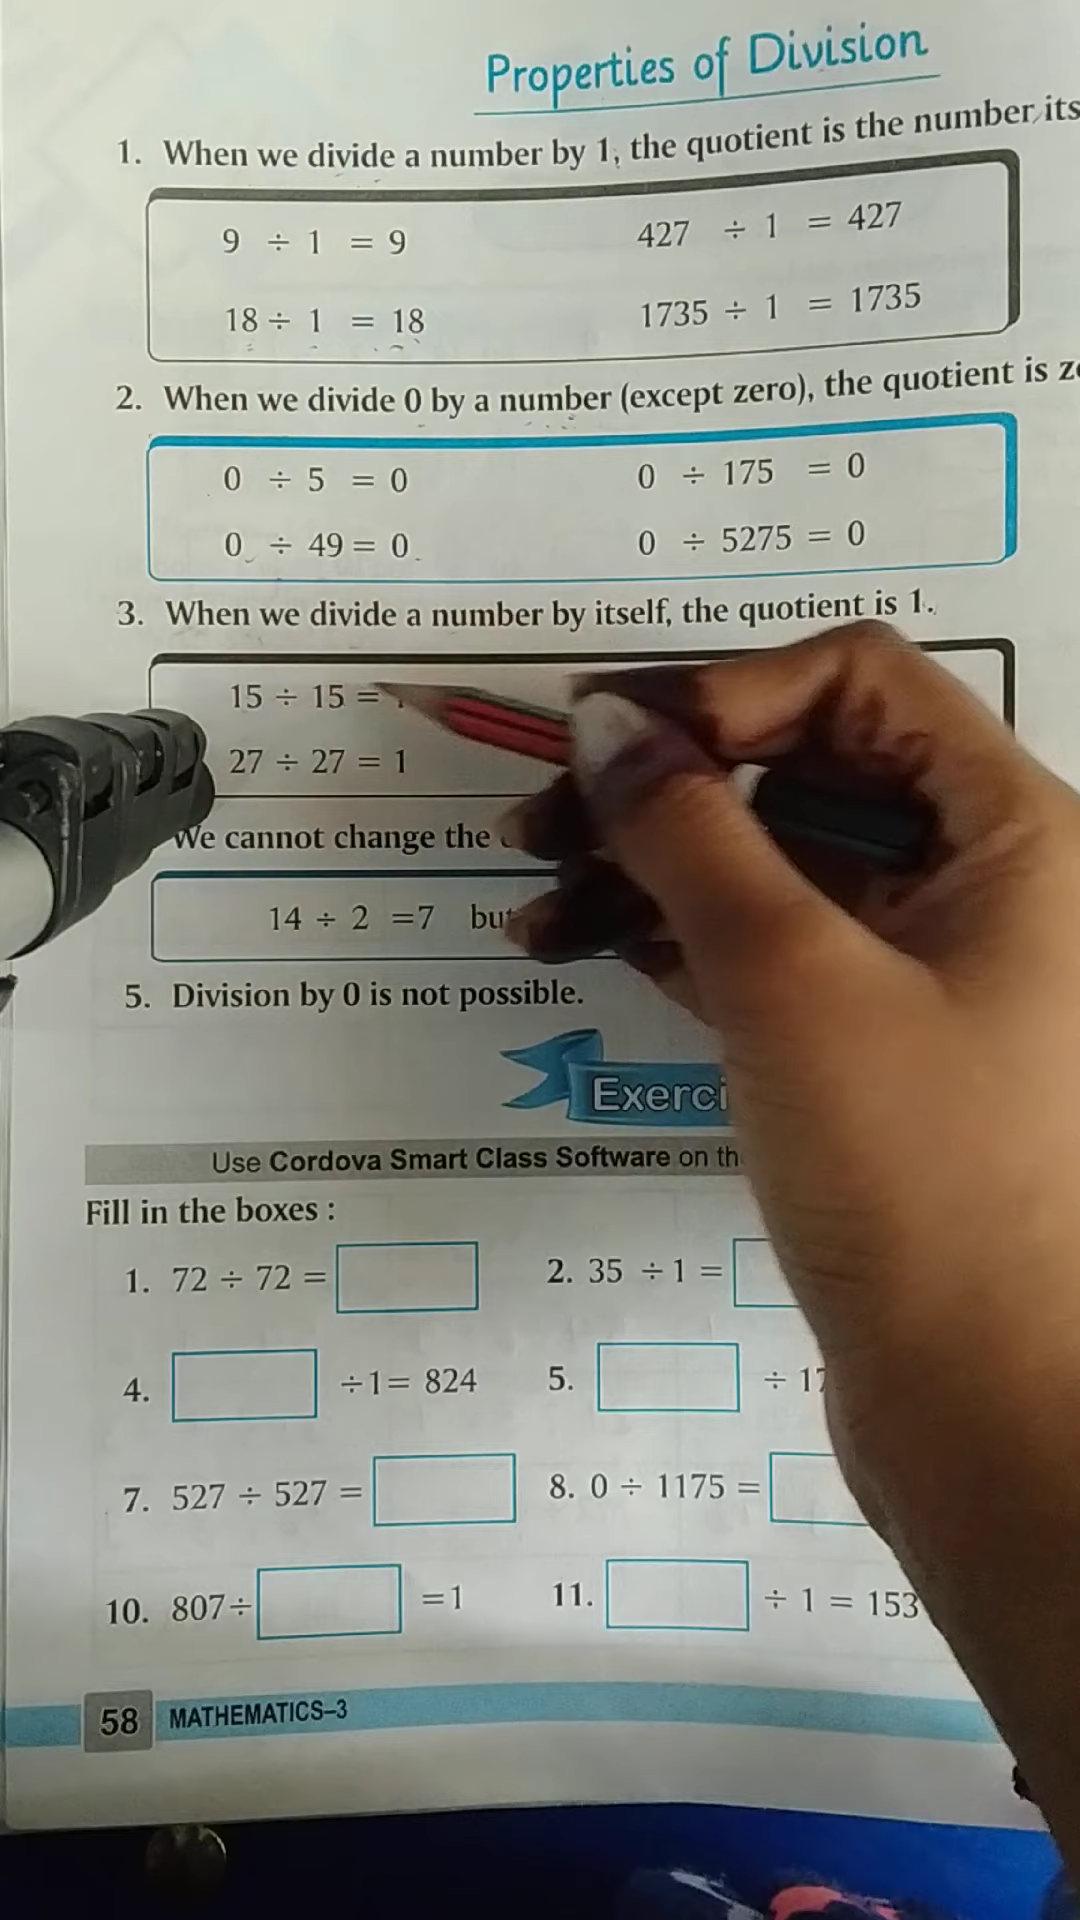 Properties of Division
1. When we divide a number by 1, the quotient is the number its
9 ÷ 1 = 9 427 ÷ 1 = 427
18 ÷ 1 = 18 1735 ÷ 1 = 1735
2. When we divide 0 by a number (except zero), the quotient is
0 ÷ 5 = 0 0 ÷ 175 = 0
0 ÷ 49 = 0 0 ÷ 5275 = 0
3. When we divide a number by itself, the quotient is 1.
15 ÷ 15 =
27 ÷ 27 = 1
We cannot change the
14 ÷ 2 =7 but
5. Division by 0 is not possible.
Exerci
Use Cordova Smart Class Software on th
Fill in the boxes :
1. 72 ÷ 72 = 2. 35 ÷ 1 =
4. ÷1= 824 5. ÷ 17
7. 527 ÷ 527 = 8. 0 ÷ 1175 =
10. 807÷ =1 11. ÷ 1 = 153
58 MATHEMATICS–3